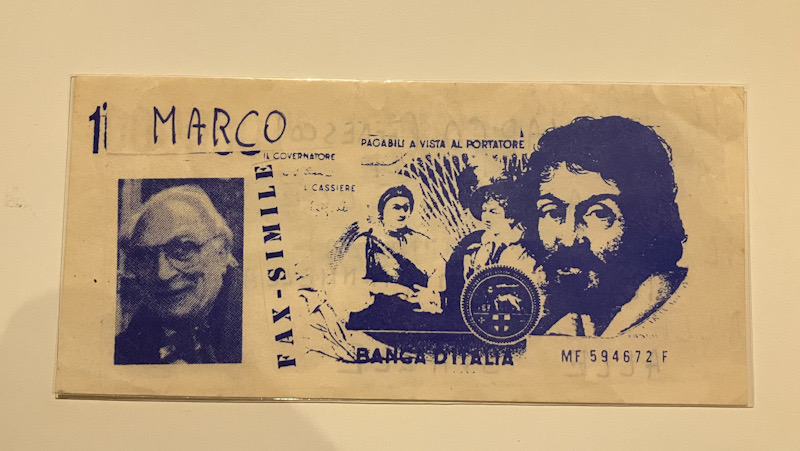 1
MARCO
IL GOVERNATORE
PAGABILI A VISTA AL PORTATORE
IL CASSIERE
FAX-SIMILE
BANCA D'ITALIA
MF 594672 F